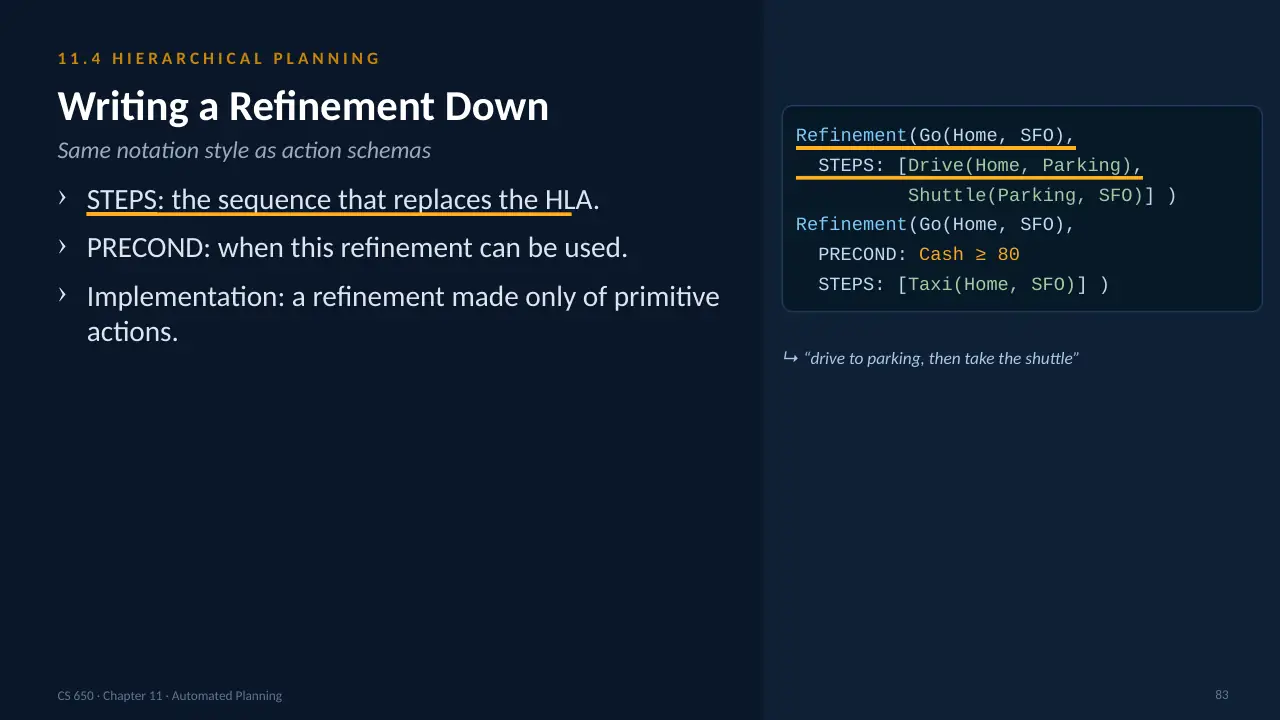 11.4 HIERARCHICAL PLANNING
Writing a Refinement Down
Same notation style as action schemas
› STEPS: the sequence that replaces the HLA.
› PRECOND: when this refinement can be used.
› Implementation: a refinement made only of primitive
actions.
Refinement(Go(Home, SFO),
STEPS: [Drive(Home, Parking),
Shuttle(Parking, SFO)] )
Refinement(Go(Home, SFO),
PRECOND: Cash ≥ 80
STEPS: [Taxi(Home, SFO)] )
↪ “drive to parking, then take the shuttle”
CS 650 · Chapter 11 · Automated Planning
83